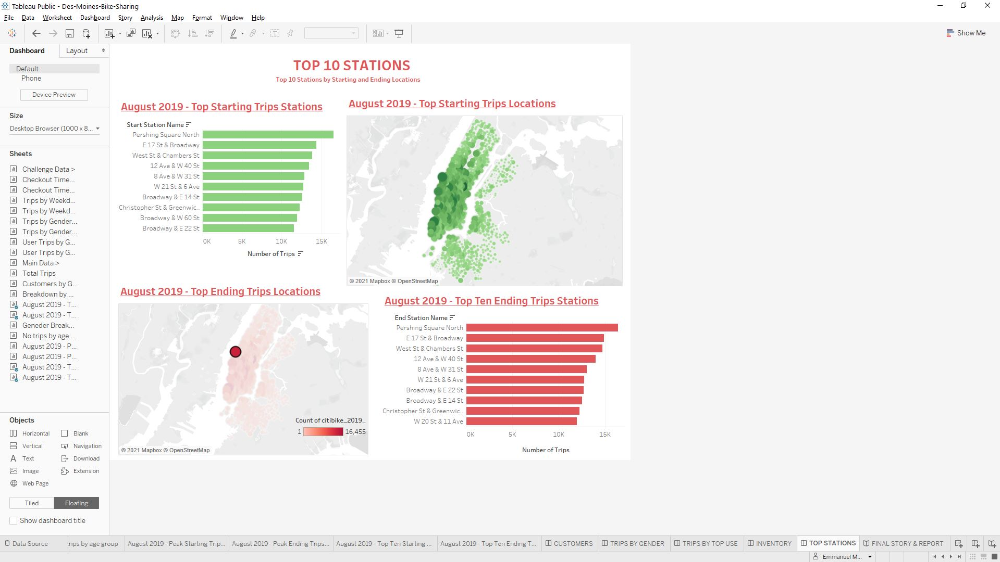 Tableau Public - Des-Moines-Bike-Sharing
File Data Worksheet Dashboard Story Analysis Map Format Window Help
Show Me
Dashboard Layout
Default
Phone
Device Preview
Size
Desktop Browser (1000 x 8...
Sheets
Challenge Data >
Checkout Time...
Checkout Time...
Trips by Weekd...
Trips by Weekd...
Trips by Gender...
Trips by Gender...
User Trips by G...
User Trips by G...
Main Data >
Total Trips
Customers by G...
Breakdown by ...
August 2019 - T...
August 2019 - T...
Geneder Break...
No trips by age ...
August 2019 - P...
August 2019 - P...
August 2019 - T...
August 2019 - T...
Objects
Horizontal Blank
Vertical Navigation
Text Download
Image Extension
Web Page
Tiled Floating
Show dashboard title
TOP 10 STATIONS
Top 10 Stations by Starting and Ending Locations
August 2019 - Top Starting Trips Stations
Start Station Name
Pershing Square North
E 17 St & Broadway
West St & Chambers St
12 Ave & W 40 St
8 Ave & W 31 St
W 21 St & 6 Ave
Broadway & E 14 St
Christopher St & Greenwic..
Broadway & W 60 St
Broadway & E 22 St
0K 5K 10K 15K
Number of Trips
August 2019 - Top Starting Trips Locations
© 2021 Mapbox © OpenStreetMap
August 2019 - Top Ending Trips Locations
Count of citibike_2019..
1 16,455
© 2021 Mapbox © OpenStreetMap
August 2019 - Top Ten Ending Trips Stations
End Station Name
Pershing Square North
E 17 St & Broadway
West St & Chambers St
12 Ave & W 40 St
8 Ave & W 31 St
W 21 St & 6 Ave
Broadway & E 22 St
Broadway & E 14 St
Christopher St & Greenwic..
W 20 St & 11 Ave
0K 5K 10K 15K
Number of Trips
Data Source rips by age group August 2019 - Peak Starting Trip... August 2019 - Peak Ending Trips... August 2019 - Top Ten Starting ... August 2019 - Top Ten Ending T... CUSTOMERS TRIPS BY GENDER TRIPS BY TOP USE INVENTORY TOP STATIONS FINAL STORY & REPORT
Emmanuel M...